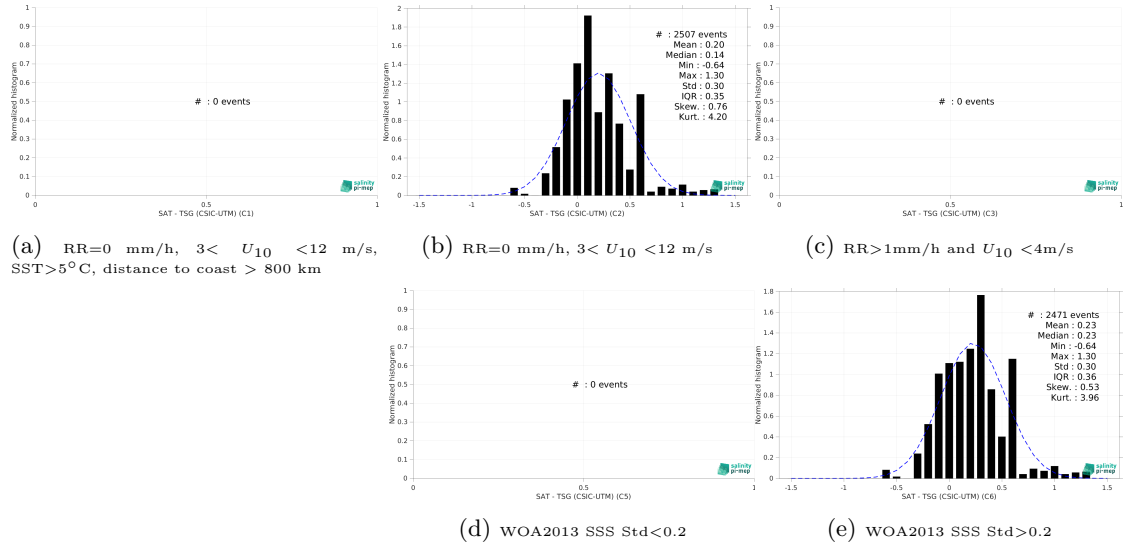 1
0.9
0.8
0.7
0.6
0.5
0.4
0.3
0.2
0.1
0
Normalized histogram
# : 0 events
salinity
pi-mep
0.5
1
SAT - TSG (CSIC-UTM) (C1)
(a) RR=0 mm/h, 3< U10 <12 m/s,
SST>5°C, distance to coast > 800 km
2
1.8
1.6
1.4
1.2
1
0.8
0.6
0.4
0.2
0
Normalized histogram
# : 2507 events
Mean : 0.20
Median : 0.14
Min : -0.64
Max : 1.30
Std : 0.30
IQR : 0.35
Skew. : 0.76
Kurt. : 4.20
salinity
pi-mep
-1.5
-1
-0.5
0
0.5
1
1.5
SAT - TSG (CSIC-UTM) (C2)
(b) RR=0 mm/h, 3< U10 <12 m/s
1
0.9
0.8
0.7
0.6
0.5
0.4
0.3
0.2
0.1
0
Normalized histogram
# : 0 events
salinity
pi-mep
0.5
1
SAT - TSG (CSIC-UTM) (C3)
(c) RR>1mm/h and U10 <4m/s
1
0.9
0.8
0.7
0.6
0.5
0.4
0.3
0.2
0.1
0
Normalized histogram
# : 0 events
salinity
pi-mep
0.5
1
SAT - TSG (CSIC-UTM) (C5)
(d) WOA2013 SSS Std<0.2
1.8
1.6
1.4
1.2
1
0.8
0.6
0.4
0.2
0
Normalized histogram
# : 2471 events
Mean : 0.23
Median : 0.23
Min : -0.64
Max : 1.30
Std : 0.30
IQR : 0.36
Skew. : 0.53
Kurt. : 3.96
salinity
pi-mep
-1.5
-1
-0.5
0
0.5
1
1.5
SAT - TSG (CSIC-UTM) (C6)
(e) WOA2013 SSS Std>0.2